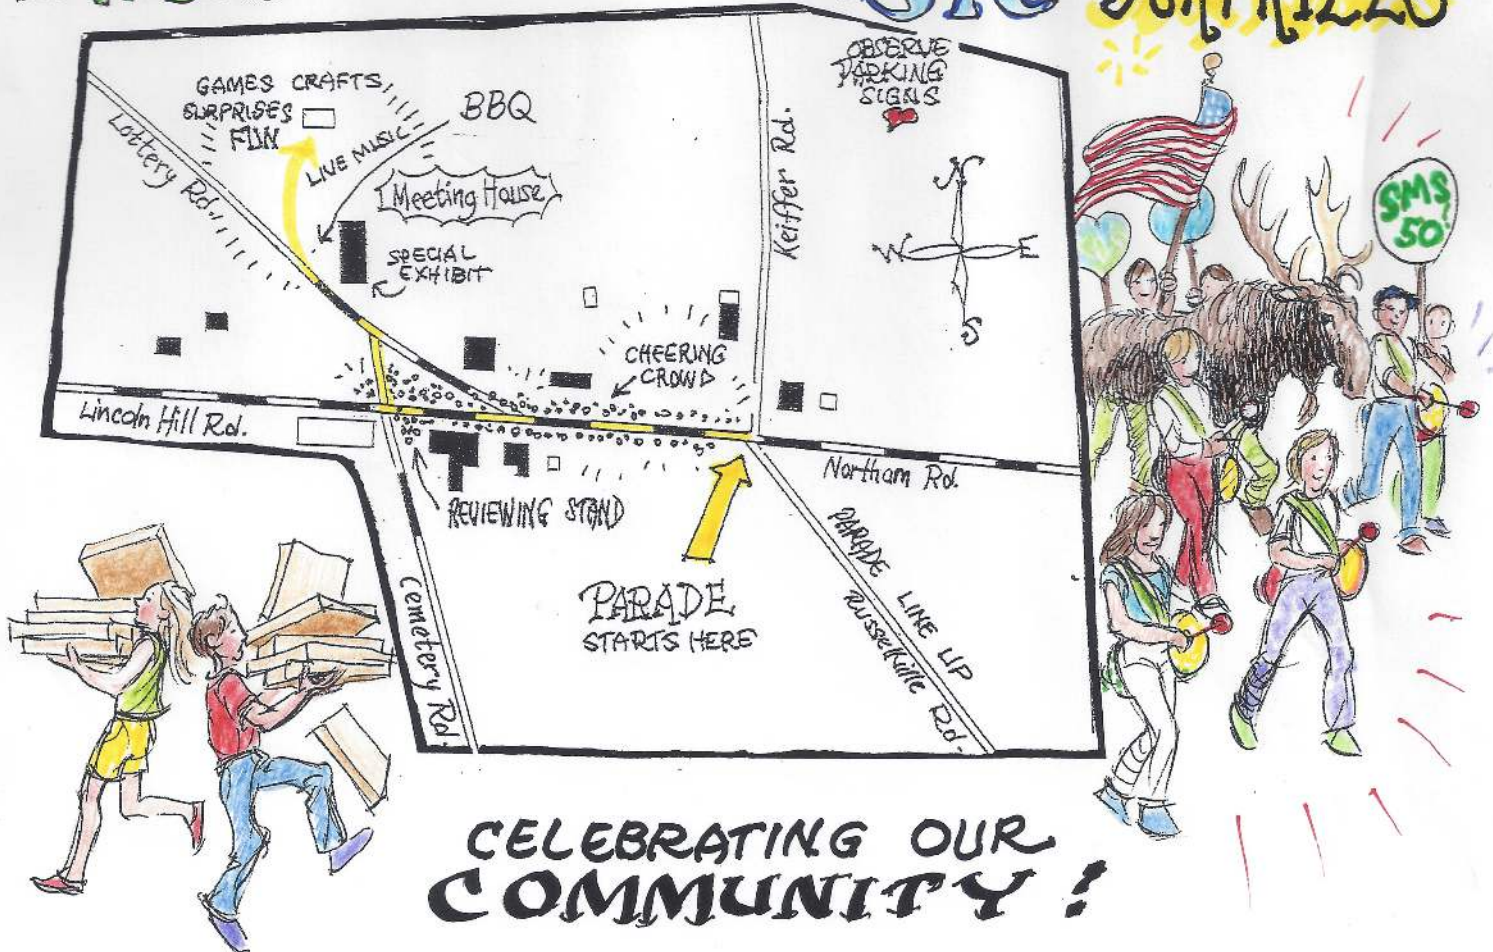 OBSERVE
PARKING
SIGNS
GAMES CRAFTS
SURPRISES
FUN
LIVE MUSIC
BBQ
Lottery Rd.
Meeting House
SPECIAL
EXHIBIT
Keiffer Rd.
N
W E
S
SMS
50!
CHEERING
CROWD
Lincoln Hill Rd.
Northam Rd.
REVIEWING STAND
PARADE
STARTS HERE
PARADE LINE UP
Russellville Rd.
Cemetery Rd.
CELEBRATING OUR
COMMUNITY!